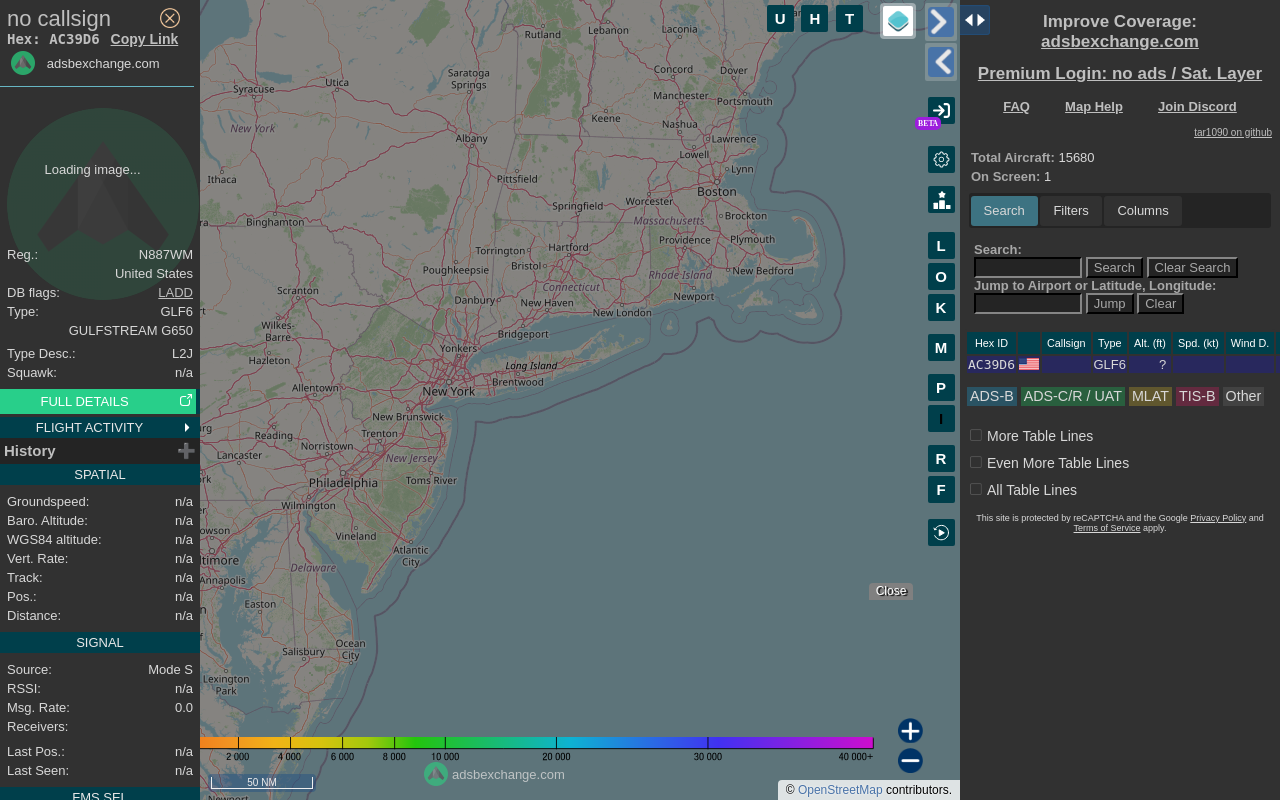 no callsign
Hex: AC39D6 Copy Link
adsbexchange.com
Loading image...
Reg.: N887WM
United States
DB flags: LADD
Type: GLF6
GULFSTREAM G650
Type Desc.: L2J
Squawk: n/a
FULL DETAILS
FLIGHT ACTIVITY
History
SPATIAL
Groundspeed: n/a
Baro. Altitude: n/a
WGS84 altitude: n/a
Vert. Rate: n/a
Track: n/a
Pos.: n/a
Distance: n/a
SIGNAL
Source: Mode S
RSSI: n/a
Msg. Rate: 0.0
Receivers:
Last Pos.: n/a
Last Seen: n/a
FMS SEL
Rutland
Lebanon
Laconia
Utica
Syracuse
Saratoga
Springs
Concord
Dover
Manchester
Portsmouth
Keene
Nashua
New York
Albany
Lawrence
Lowell
Lynn
Ithaca
Pittsfield
Boston
Worcester
Springfield
Massachusetts
Brockton
Binghamton
Torrington
Hartford
Providence
Plymouth
Bristol
Poughkeepsie
Rhode Island
New Bedford
Connecticut
Scranton
Danbury
New Haven
Newport
New London
Wilkes-
Barre
Bridgeport
Yonkers
Hazleton
Long Island
Brentwood
Allentown
New York
New Brunswick
Reading
Trenton
Norristown
Lancaster
New Jersey
Philadelphia
Toms River
Wilmington
Vineland
Atlantic
City
Annapolis
Delaware
Easton
Ocean
City
Salisbury
Lexington
Park
U H T
BETA
L
O
K
M
P
I
R
F
Close
2 000 4 000 6 000 8 000 10 000 20 000 30 000 40 000+
50 NM
adsbexchange.com
© OpenStreetMap contributors.
Improve Coverage:
adsbexchange.com
Premium Login: no ads / Sat. Layer
FAQ Map Help Join Discord
tar1090 on github
Total Aircraft: 15680
On Screen: 1
Search Filters Columns
Search:
Search Clear Search
Jump to Airport or Latitude, Longitude:
Jump Clear
Hex ID Callsign Type Alt. (ft) Spd. (kt) Wind D.
AC39D6 GLF6 ?
ADS-B ADS-C/R / UAT MLAT TIS-B Other
More Table Lines
Even More Table Lines
All Table Lines
This site is protected by reCAPTCHA and the Google Privacy Policy and
Terms of Service apply.